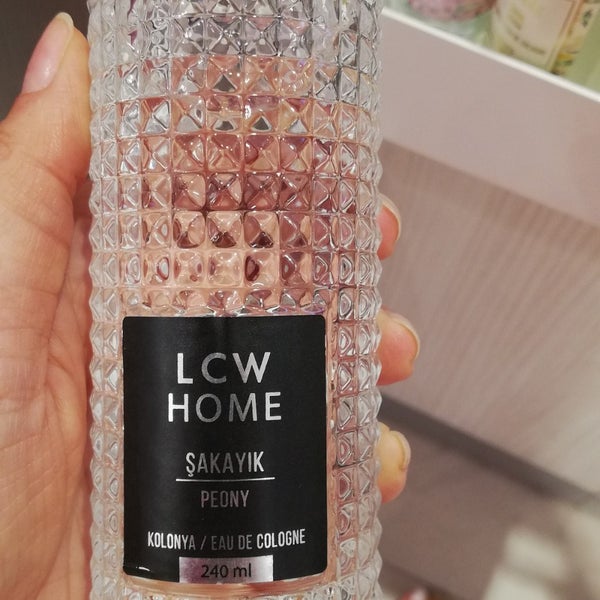 LCW
HOME
ŞAKAYIK
PEONY
KOLONYA / EAU DE COLOGNE
240 ml